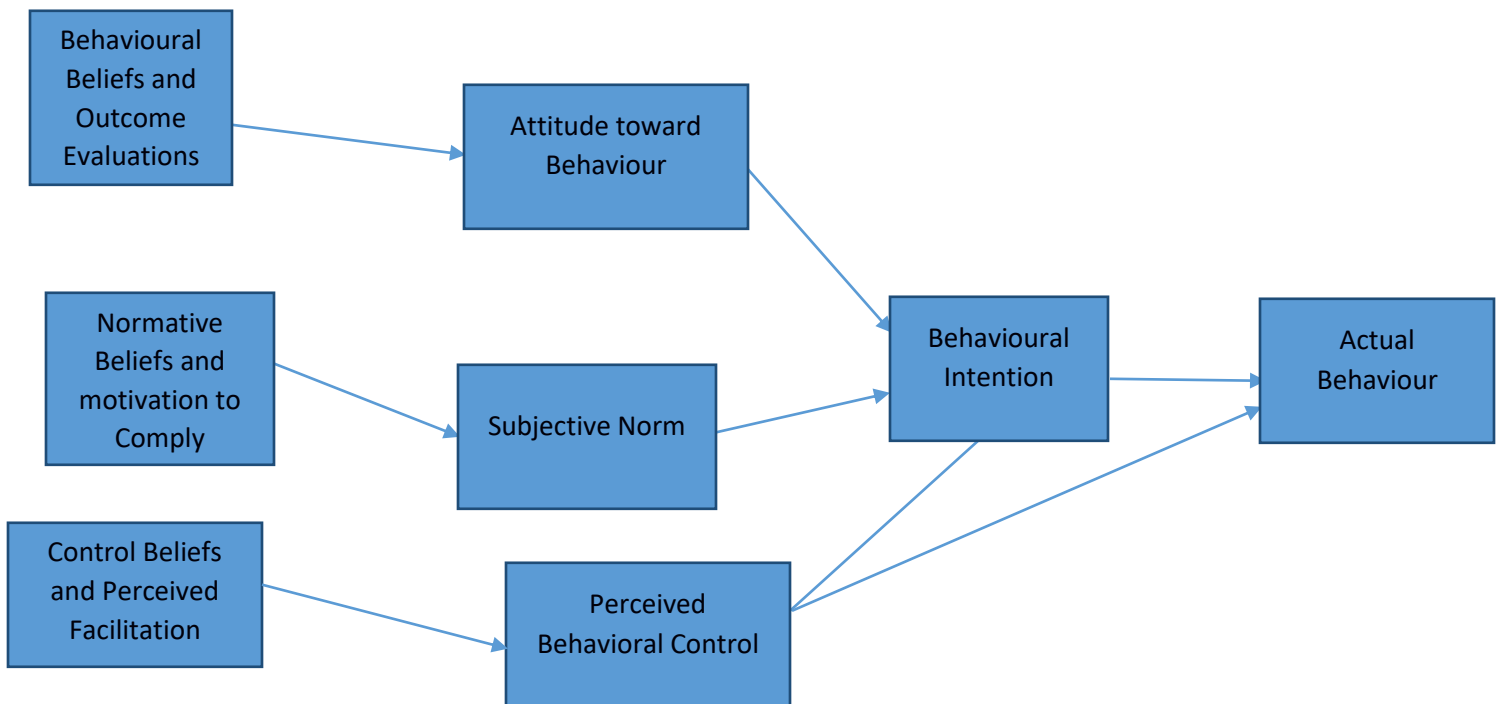 Behavioural
Beliefs and
Outcome
Evaluations
Attitude toward
Behaviour
Normative
Beliefs and
motivation to
Comply
Subjective Norm
Behavioural
Intention
Actual
Behaviour
Control Beliefs
and Perceived
Facilitation
Perceived
Behavioral Control